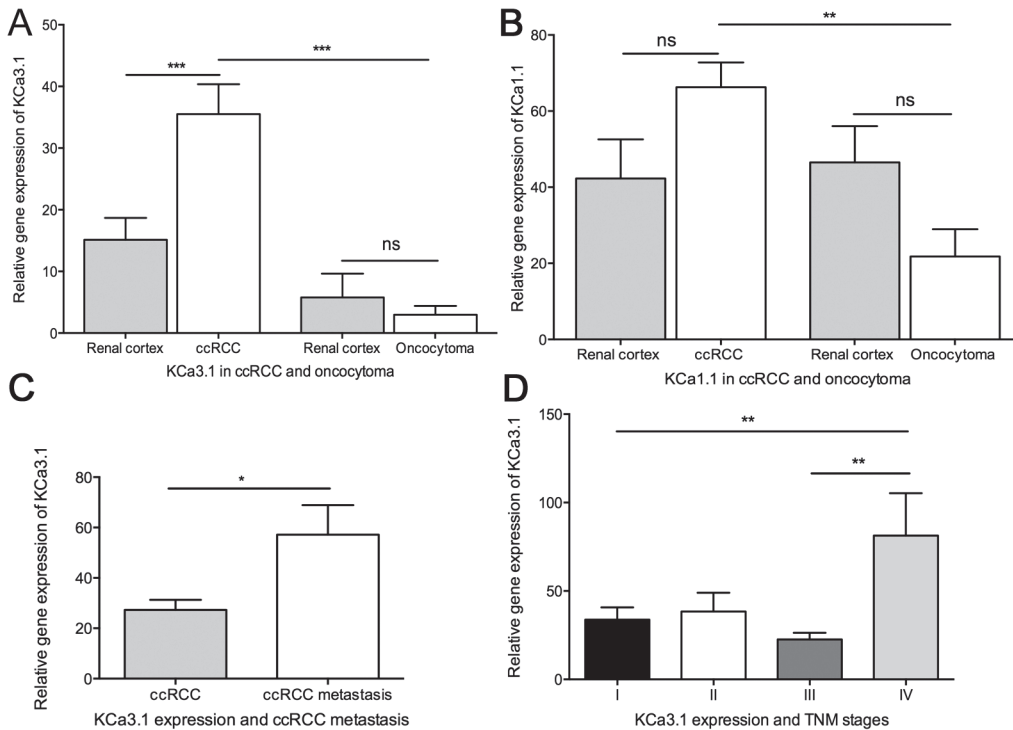 A
Relative gene expression of KCa3.1
50
40
30
20
10
0
***
***
ns
Renal cortex
ccRCC
Renal cortex
Oncocytoma
KCa3.1 in ccRCC and oncocytoma
B
Relative gene expression of KCa1.1
80
60
40
20
0
ns
**
ns
Renal cortex
ccRCC
Renal cortex
Oncocytoma
KCa1.1 in ccRCC and oncocytoma
C
Relative gene expression of KCa3.1
80
60
40
20
0
*
ccRCC
ccRCC metastasis
KCa3.1 expression and ccRCC metastasis
D
Relative gene expression of KCa3.1
150
100
50
0
**
**
I
II
III
IV
KCa3.1 expression and TNM stages